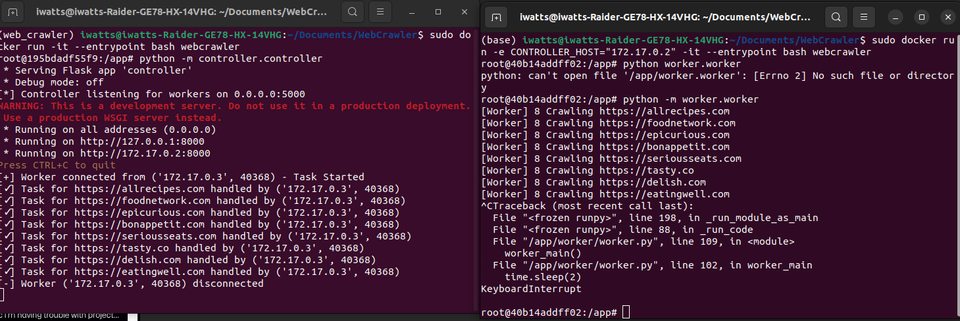 iwatts@iwatts-Raider-GE78-HX-14VHG: ~/Documents/WebCr...
(web_crawler) iwatts@iwatts-Raider-GE78-HX-14VHG:~/Documents/WebCrawler$ sudo do
cker run -it --entrypoint bash webcrawler
root@195bdadf55f9:/app# python -m controller.controller
* Serving Flask app 'controller'
* Debug mode: off
[*] Controller listening for workers on 0.0.0.0:5000
WARNING: This is a development server. Do not use it in a production deployment.
Use a production WSGI server instead.
* Running on all addresses (0.0.0.0)
* Running on http://127.0.0.1:8000
* Running on http://172.17.0.2:8000
Press CTRL+C to quit
[+] Worker connected from ('172.17.0.3', 40368) - Task Started
[✓] Task for https://allrecipes.com handled by ('172.17.0.3', 40368)
[✓] Task for https://foodnetwork.com handled by ('172.17.0.3', 40368)
[✓] Task for https://epicurious.com handled by ('172.17.0.3', 40368)
[✓] Task for https://bonappetit.com handled by ('172.17.0.3', 40368)
[✓] Task for https://seriousseats.com handled by ('172.17.0.3', 40368)
[✓] Task for https://tasty.co handled by ('172.17.0.3', 40368)
[✓] Task for https://delish.com handled by ('172.17.0.3', 40368)
[✓] Task for https://eatingwell.com handled by ('172.17.0.3', 40368)
[-] Worker ('172.17.0.3', 40368) disconnected
I'm having trouble with project...
iwatts@iwatts-Raider-GE78-HX-14VHG: ~/Documents/WebCr...
(base) iwatts@iwatts-Raider-GE78-HX-14VHG:~/Documents/WebCrawler$ sudo docker ru
n -e CONTROLLER_HOST="172.17.0.2" -it --entrypoint bash webcrawler
root@40b14addff02:/app# python worker.worker
python: can't open file '/app/worker.worker': [Errno 2] No such file or director
y
root@40b14addff02:/app# python -m worker.worker
[Worker] 8 Crawling https://allrecipes.com
[Worker] 8 Crawling https://foodnetwork.com
[Worker] 8 Crawling https://epicurious.com
[Worker] 8 Crawling https://bonappetit.com
[Worker] 8 Crawling https://seriousseats.com
[Worker] 8 Crawling https://tasty.co
[Worker] 8 Crawling https://delish.com
[Worker] 8 Crawling https://eatingwell.com
^CTraceback (most recent call last):
File "<frozen runpy>", line 198, in _run_module_as_main
File "<frozen runpy>", line 88, in _run_code
File "/app/worker/worker.py", line 109, in <module>
worker_main()
File "/app/worker/worker.py", line 102, in worker_main
time.sleep(2)
KeyboardInterrupt
root@40b14addff02:/app#